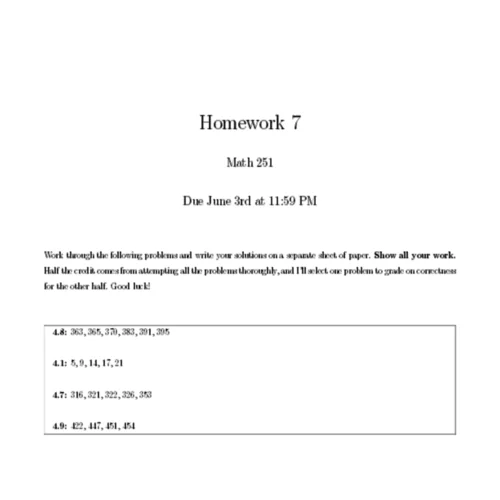 Homework 7
Math 251
Due June 3rd at 11:59 PM
Work through the following problems and write your solutions on a separate sheet of paper. Show all your work.
Half the credit comes from attempting all the problems thoroughly, and I'll select one problem to grade on correctness
for the other half. Good luck!
4.8: 363, 365, 379, 383, 391, 395
4.1: 5, 9, 14, 17, 21
4.7: 316, 321, 322, 326, 353
4.9: 422, 447, 451, 454